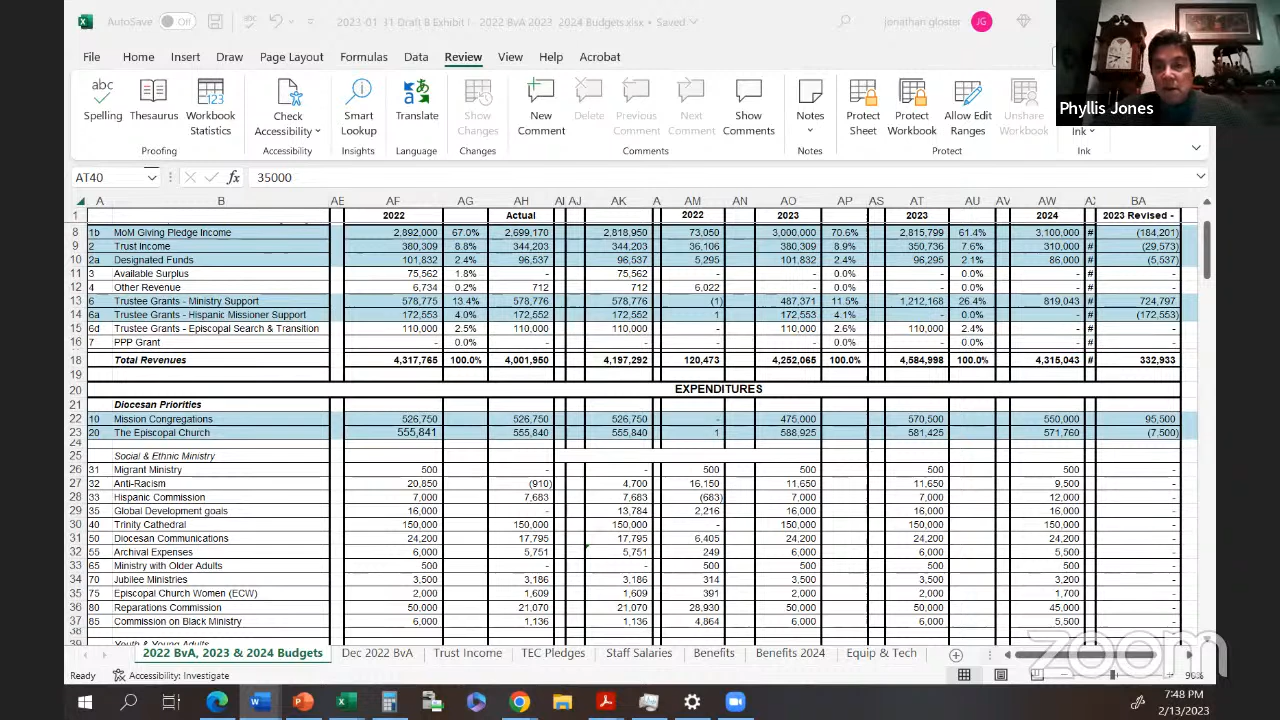 AutoSave Off 2023-01-31 Draft B Exhibit I - 2022 BvA 2023 2024 Budgets.xlsx • Saved jonathan gloster JG
File Home Insert Draw Page Layout Formulas Data Review View Help Acrobat
Phyllis Jones
abc
Spelling Thesaurus Workbook Statistics Check Accessibility Smart Lookup Translate Show Changes New Comment Delete Previous Comment Next Comment Show Comments Notes Protect Sheet Protect Workbook Allow Edit Ranges Unshare Workbook Ink
Proofing Accessibility Insights Language Changes Comments Notes Protect Ink
AT40 fx 35000
A B AE AF AG AH AI AJ AK A AM AN AO AP AS AT AU AV AW BA
1 2022 Actual 2022 2023 2023 2024 2023 Revised -
8 1b MoM Giving Pledge Income 2,892,000 67.0% 2,699,170 2,818,950 73,050 3,000,000 70.6% 2,815,799 61.4% 3,100,000 # (184,201)
9 2 Trust Income 380,309 8.8% 344,203 344,203 36,106 380,309 8.9% 350,736 7.6% 310,000 # (29,573)
10 2a Designated Funds 101,832 2.4% 96,537 96,537 5,295 101,832 2.4% 96,295 2.1% 86,000 # (5,537)
11 3 Available Surplus 75,562 1.8% - 75,562 - - 0.0% - 0.0% - # -
12 4 Other Revenue 6,734 0.2% 712 712 6,022 - 0.0% - 0.0% - # -
13 6 Trustee Grants - Ministry Support 578,775 13.4% 578,776 578,776 (1) 487,371 11.5% 1,212,168 26.4% 819,043 # 724,797
14 6a Trustee Grants - Hispanic Missioner Support 172,553 4.0% 172,552 172,552 1 172,553 4.1% - 0.0% - # (172,553)
15 6d Trustee Grants - Episcopal Search & Transition 110,000 2.5% 110,000 110,000 - 110,000 2.6% 110,000 2.4% - # -
16 7 PPP Grant - 0.0% - - - - 0.0% - 0.0% - # -
18 Total Revenues 4,317,765 100.0% 4,001,950 4,197,292 120,473 4,252,065 100.0% 4,584,998 100.0% 4,315,043 # 332,933
19
20 EXPENDITURES
21 Diocesan Priorities
22 10 Mission Congregations 526,750 526,750 526,750 - 475,000 570,500 550,000 95,500
23 20 The Episcopal Church 555,841 555,840 555,840 1 588,925 581,425 571,760 (7,500)
24
25 Social & Ethnic Ministry
26 31 Migrant Ministry 500 - - 500 500 500 500 -
27 32 Anti-Racism 20,850 (910) 4,700 16,150 11,650 11,650 9,500 -
28 33 Hispanic Commission 7,000 7,683 7,683 (683) 7,000 7,000 12,000 -
29 35 Global Development goals 16,000 - 13,784 2,216 16,000 16,000 16,000 -
30 40 Trinity Cathedral 150,000 150,000 150,000 - 150,000 150,000 150,000 -
31 50 Diocesan Communications 24,200 17,795 17,795 6,405 24,200 24,200 24,200 -
32 55 Archival Expenses 6,000 5,751 5,751 249 6,000 6,000 5,500 -
33 65 Ministry with Older Adults 500 - - 500 500 500 500 -
34 70 Jubilee Ministries 3,500 3,186 3,186 314 3,500 3,500 3,200 -
35 75 Episcopal Church Women (ECW) 2,000 1,609 1,609 391 2,000 2,000 1,700 -
36 80 Reparations Commission 50,000 21,070 21,070 28,930 50,000 50,000 45,000 -
37 85 Commission on Black Ministry 6,000 1,136 1,136 4,864 6,000 6,000 5,500 -
38
39 Youth & Young Adults
2022 BvA, 2023 & 2024 Budgets Dec 2022 BvA Trust Income TEC Pledges Staff Salaries Benefits Benefits 2024 Equip & Tech
zoom
Ready Accessibility: Investigate 96%
7:48 PM
2/13/2023